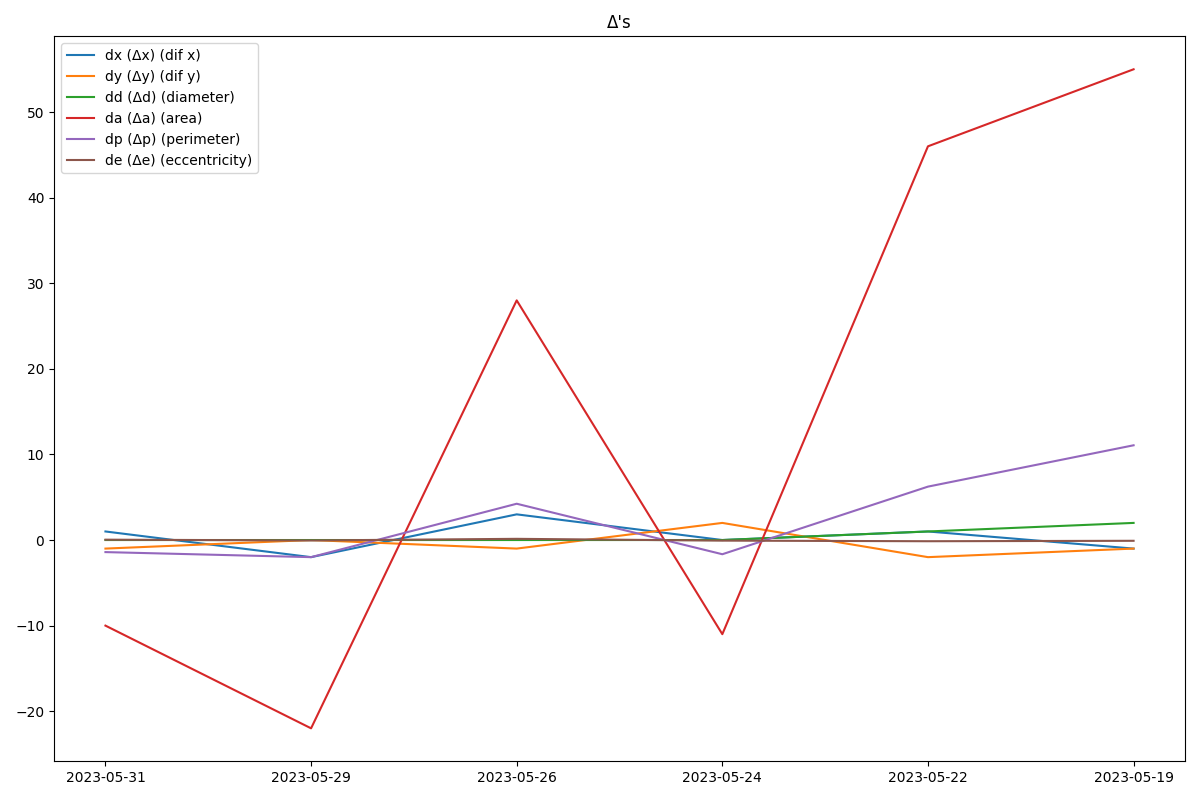 Δ's
dx (Δx) (dif x)
dy (Δy) (dif y)
dd (Δd) (diameter)
da (Δa) (area)
dp (Δp) (perimeter)
de (Δe) (eccentricity)
50
40
30
20
10
0
−10
−20
2023-05-31 2023-05-29 2023-05-26 2023-05-24 2023-05-22 2023-05-19